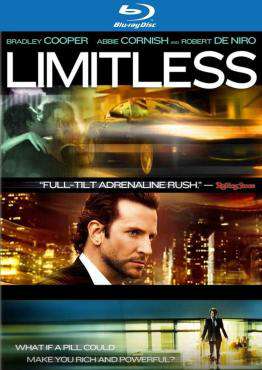 Blu-ray Disc
BRADLEY COOPER ABBIE CORNISH AND ROBERT DE NIRO
LIMITLESS
"FULL-TILT ADRENALINE RUSH." — Rolling Stone
WHAT IF A PILL COULD
MAKE YOU RICH AND POWERFUL?